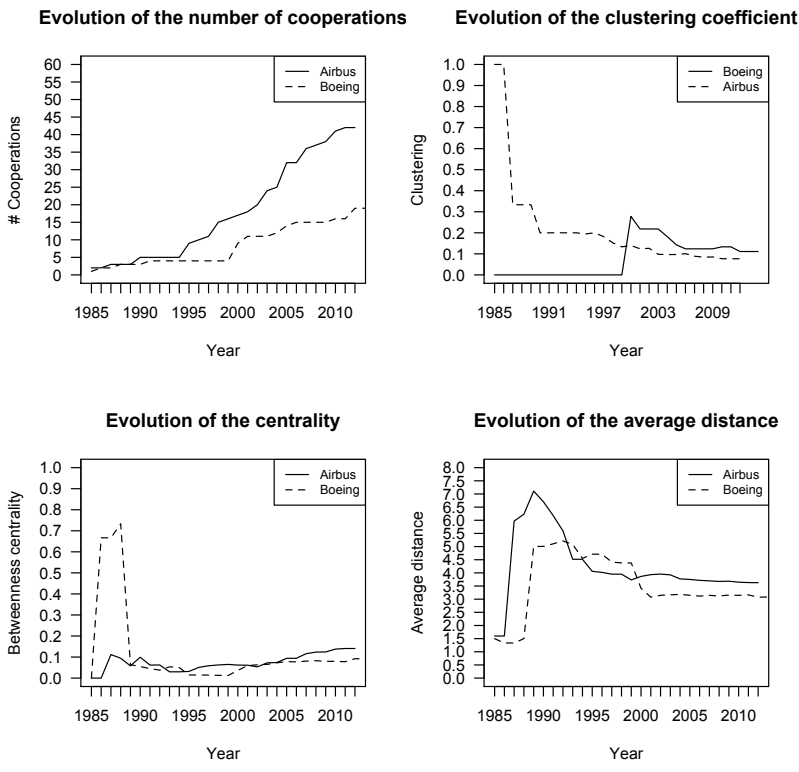 Evolution of the number of cooperations
60
55
50
45
40
35
30
25
20
15
10
5
0
# Cooperations
Airbus
Boeing
1985 1990 1995 2000 2005 2010
Year
Evolution of the clustering coefficient
1.0
0.9
0.8
0.7
0.6
0.5
0.4
0.3
0.2
0.1
0.0
Clustering
Boeing
Airbus
1985 1991 1997 2003 2009
Year
Evolution of the centrality
1.0
0.9
0.8
0.7
0.6
0.5
0.4
0.3
0.2
0.1
0.0
Betweenness centrality
Airbus
Boeing
1985 1990 1995 2000 2005 2010
Year
Evolution of the average distance
8.0
7.5
7.0
6.5
6.0
5.5
5.0
4.5
4.0
3.5
3.0
2.5
2.0
1.5
1.0
0.5
0.0
Average distance
Airbus
Boeing
1985 1990 1995 2000 2005 2010
Year